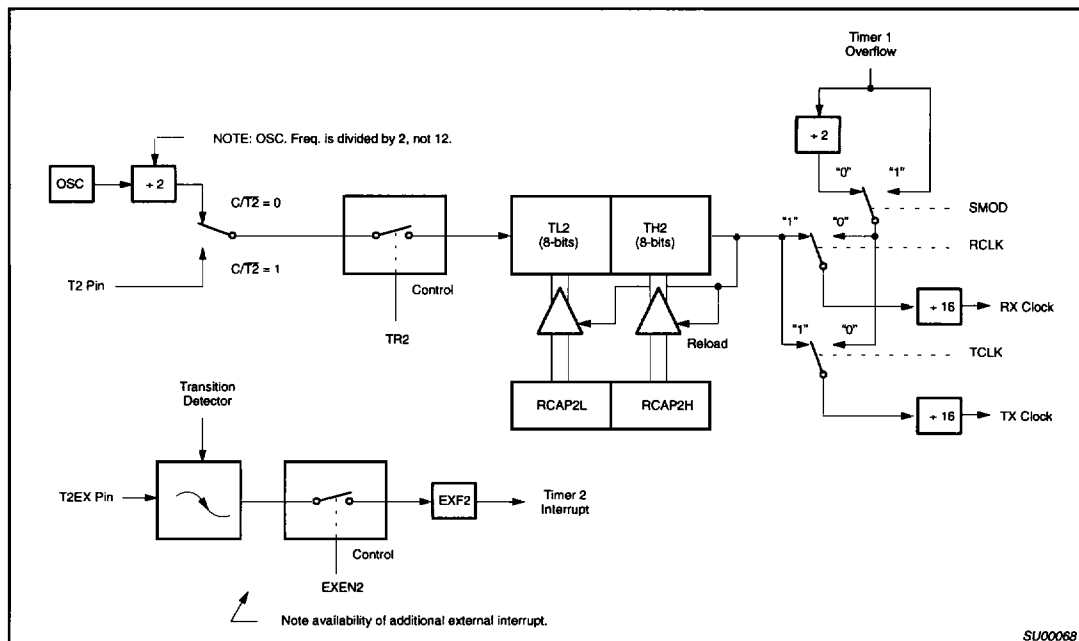 Timer 1
Overflow
NOTE: OSC. Freq. is divided by 2, not 12.
÷ 2
"0"
"1"
OSC
÷ 2
C/T̅2̅ = 0
SMOD
TL2
(8-bits)
TH2
(8-bits)
"1"
"0"
RCLK
C/T̅2̅ = 1
T2 Pin
Control
÷ 16
RX Clock
TR2
Reload
"1"
"0"
TCLK
Transition
Detector
RCAP2L
RCAP2H
÷ 16
TX Clock
T2EX Pin
EXF2
Timer 2
Interrupt
Control
EXEN2
Note availability of additional external interrupt.
SU00068